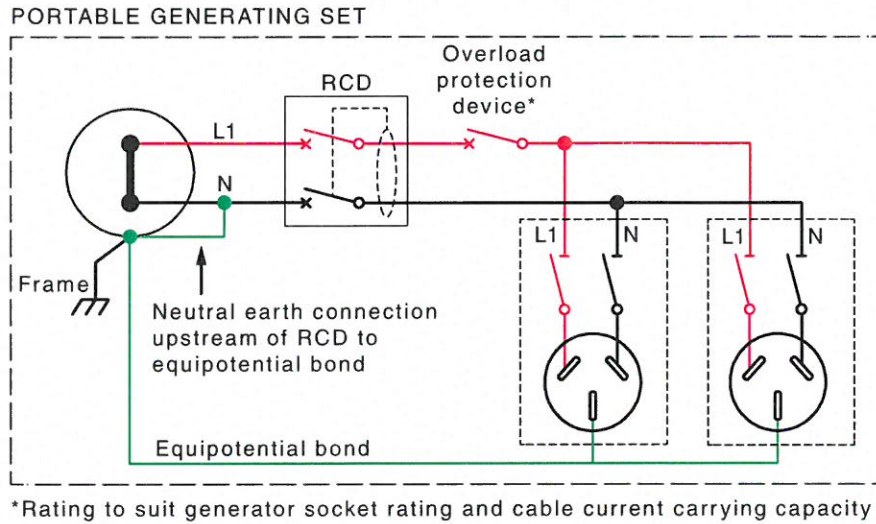 PORTABLE GENERATING SET
Overload
protection
device*
RCD
L1
N
L1
N
L1
N
Frame
Neutral earth connection
upstream of RCD to
equipotential bond
Equipotential bond
*Rating to suit generator socket rating and cable current carrying capacity